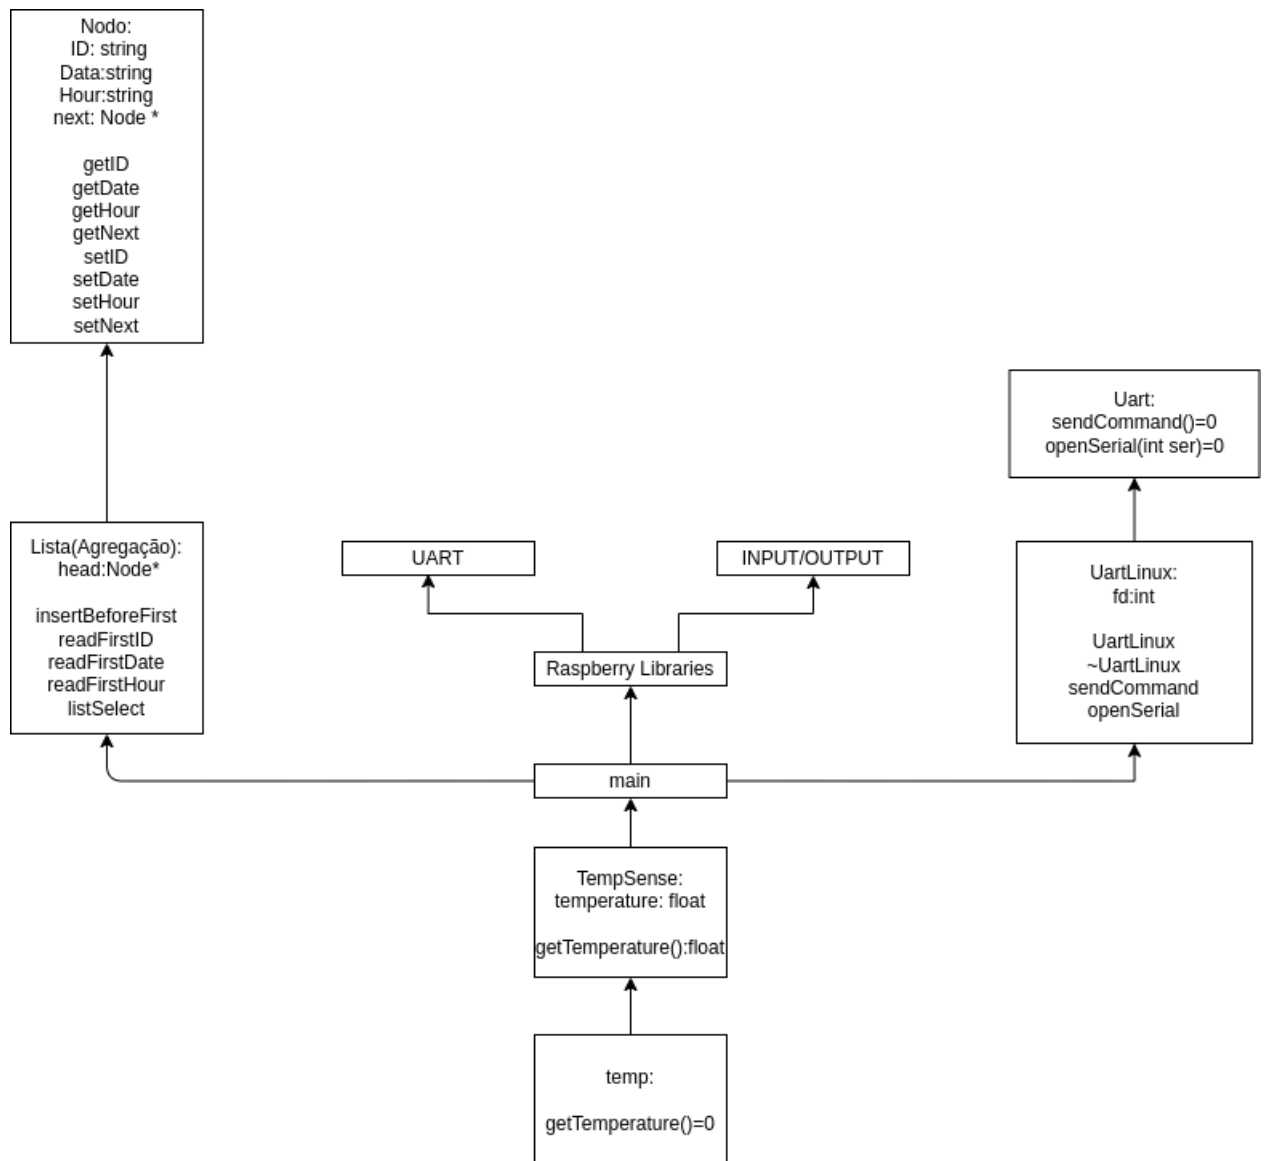 Nodo:
ID: string
Data:string
Hour:string
next: Node *
getID
getDate
getHour
getNext
setID
setDate
setHour
setNext
Uart:
sendCommand()=0
openSerial(int ser)=0
Lista(Agregação):
head:Node*
insertBeforeFirst
readFirstID
readFirstDate
readFirstHour
listSelect
UART
INPUT/OUTPUT
UartLinux:
fd:int
UartLinux
~UartLinux
sendCommand
openSerial
Raspberry Libraries
main
TempSense:
temperature: float
getTemperature():float
temp:
getTemperature()=0